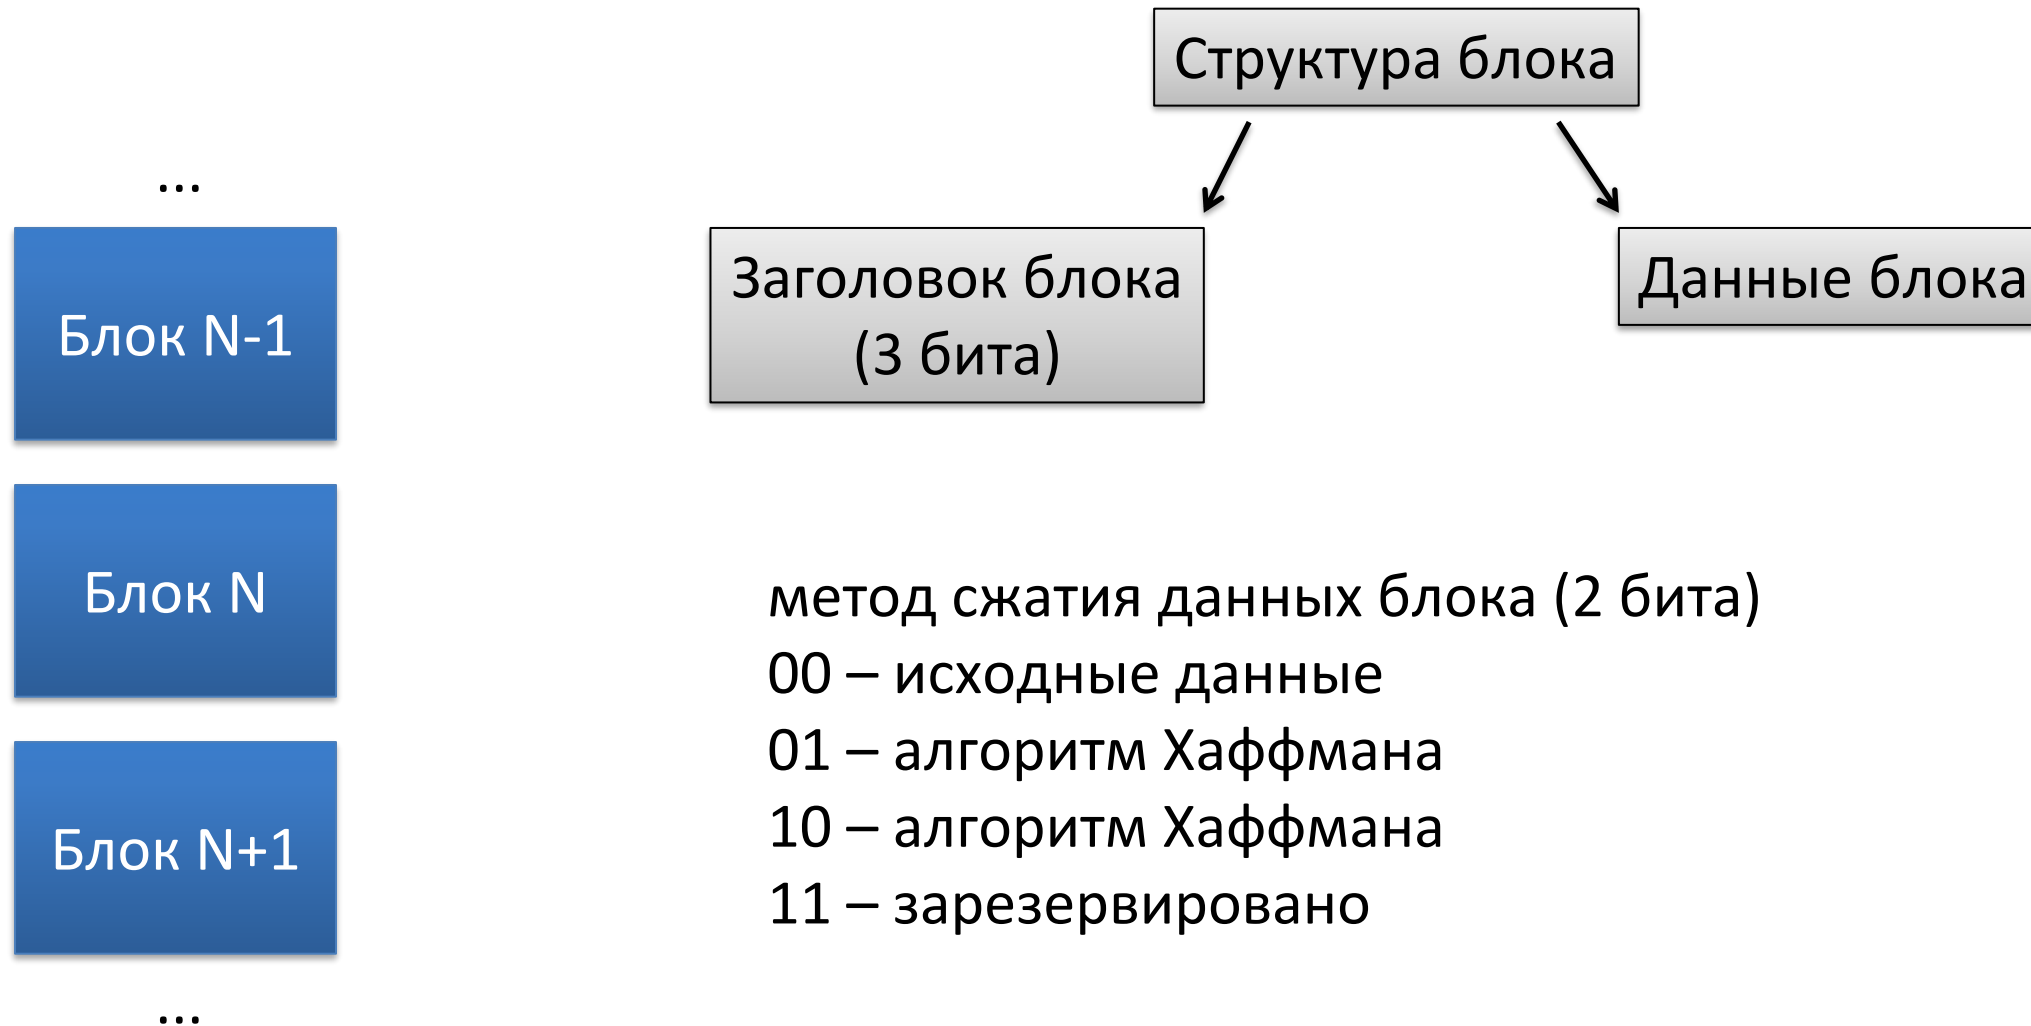 ...
Блок N-1
Блок N
Блок N+1
...
Структура блока
Заголовок блока
(3 бита)
Данные блока
метод сжатия данных блока (2 бита)
00 – исходные данные
01 – алгоритм Хаффмана
10 – алгоритм Хаффмана
11 – зарезервировано